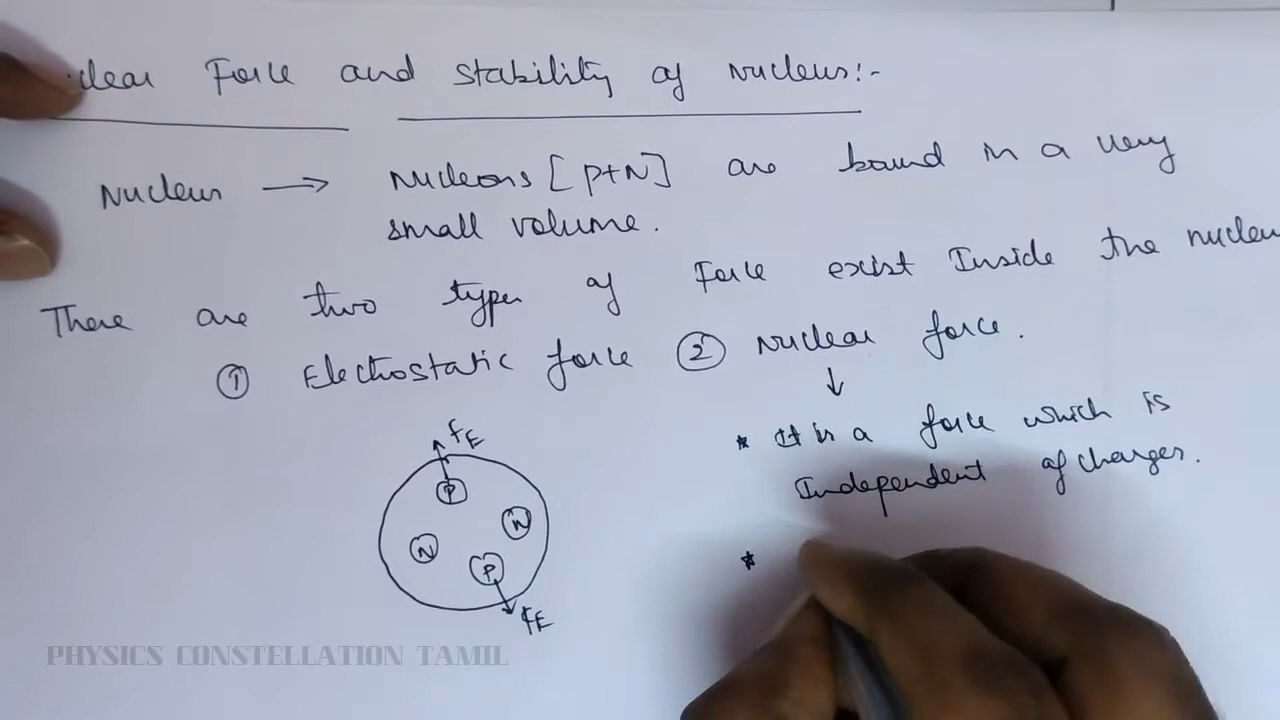 clear Force and stability of Nucleus:-
Nucleus → Nucleons [P+N] are bound in a very
small volume.
There are two types of Force exist Inside the nucleu
① Electrostatic force ② Nuclear force.
↓
* It is a force which is
Independent of charges.
*
FE
P
N
N
P
FE
PHYSICS CONSTELLATION TAMIL